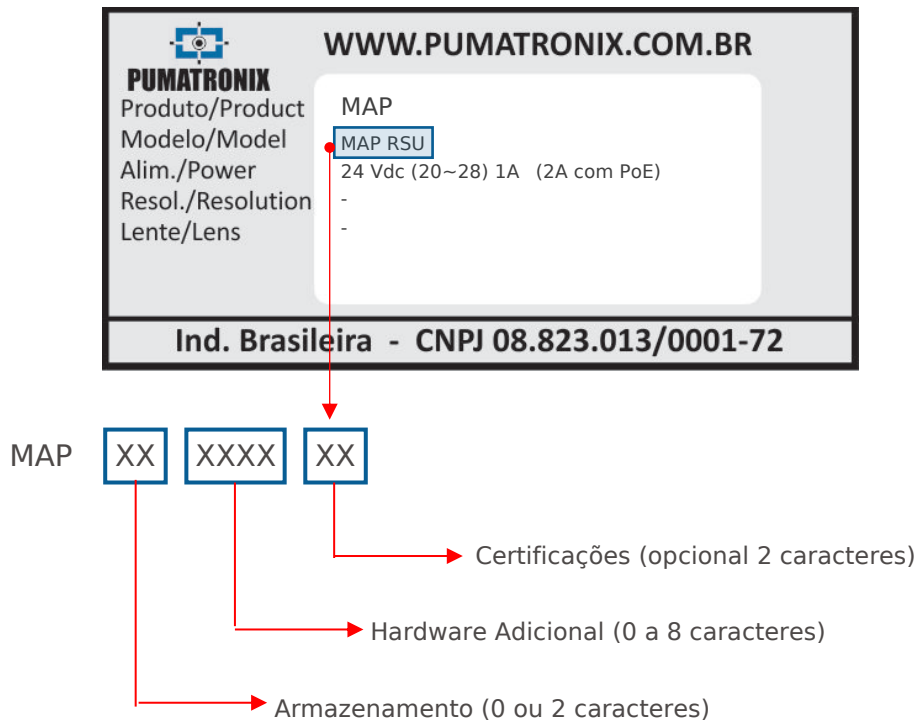 WWW.PUMATRONIX.COM.BR
PUMATRONIX
Produto/Product MAP
Modelo/Model MAP RSU
Alim./Power 24 Vdc (20~28) 1A (2A com PoE)
Resol./Resolution -
Lente/Lens -
Ind. Brasileira - CNPJ 08.823.013/0001-72
MAP XX XXXX XX
Certificações (opcional 2 caracteres)
Hardware Adicional (0 a 8 caracteres)
Armazenamento (0 ou 2 caracteres)